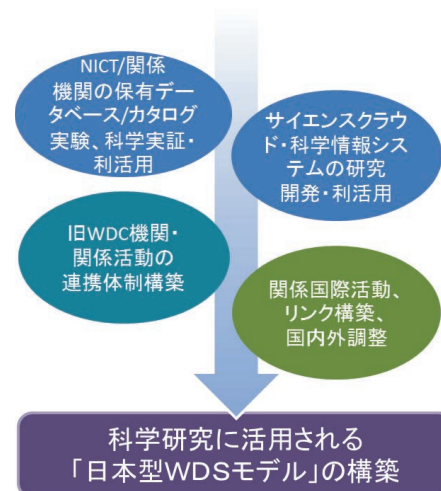 NICT/関係
機関の保有デー
タベース/カタログ
実験、科学実証・
利活用
サイエンスクラウ
ド・科学情報シス
テムの研究
開発・利活用
旧WDC機関・
関係活動の
連携体制構築
関係国際活動、
リンク構築、
国内外調整
科学研究に活用される
「日本型WDSモデル」の構築